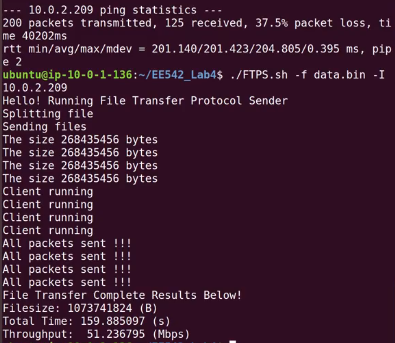 --- 10.0.2.209 ping statistics ---
200 packets transmitted, 125 received, 37.5% packet loss, ti
me 40202ms
rtt min/avg/max/mdev = 201.140/201.423/204.805/0.395 ms, pip
e 2
ubuntu@ip-10-0-1-136:~/EE542_Lab4$ ./FTPS.sh -f data.bin -I
10.0.2.209
Hello! Running File Transfer Protocol Sender
Splitting file
Sending files
The size 268435456 bytes
The size 268435456 bytes
The size 268435456 bytes
The size 268435456 bytes
Client running
Client running
Client running
Client running
All packets sent !!!
All packets sent !!!
All packets sent !!!
All packets sent !!!
File Transfer Complete Results Below!
Filesize: 1073741824 (B)
Total Time: 159.885097 (s)
Throughput:  51.236795 (Mbps)